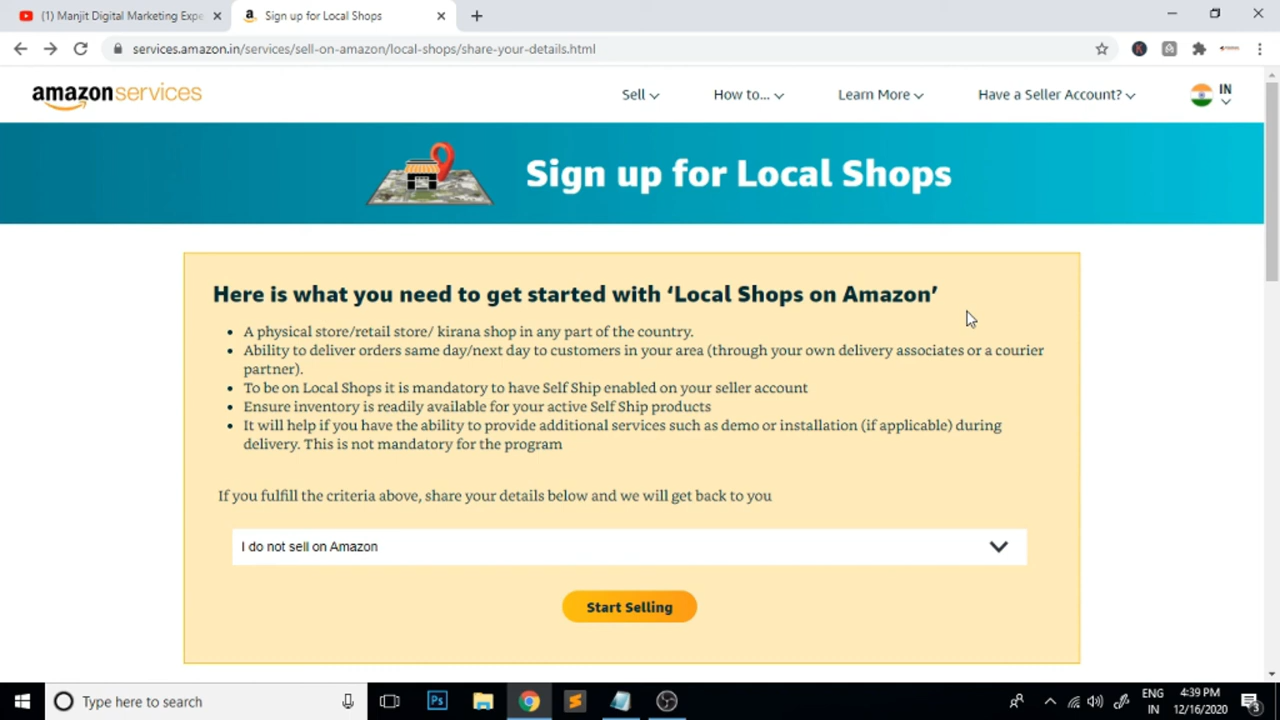 (1) Manjit Digital Marketing Expe
Sign up for Local Shops
services.amazon.in/services/sell-on-amazon/local-shops/share-your-details.html
amazonservices
Sell
How to...
Learn More
Have a Seller Account?
IN
Sign up for Local Shops
Here is what you need to get started with ‘Local Shops on Amazon’
• A physical store/retail store/ kirana shop in any part of the country.
• Ability to deliver orders same day/next day to customers in your area (through your own delivery associates or a courier
partner).
• To be on Local Shops it is mandatory to have Self Ship enabled on your seller account
• Ensure inventory is readily available for your active Self Ship products
• It will help if you have the ability to provide additional services such as demo or installation (if applicable) during
delivery. This is not mandatory for the program
If you fulfill the criteria above, share your details below and we will get back to you
I do not sell on Amazon
Start Selling
Type here to search
Ps
ENG
IN
4:39 PM
12/16/2020
3